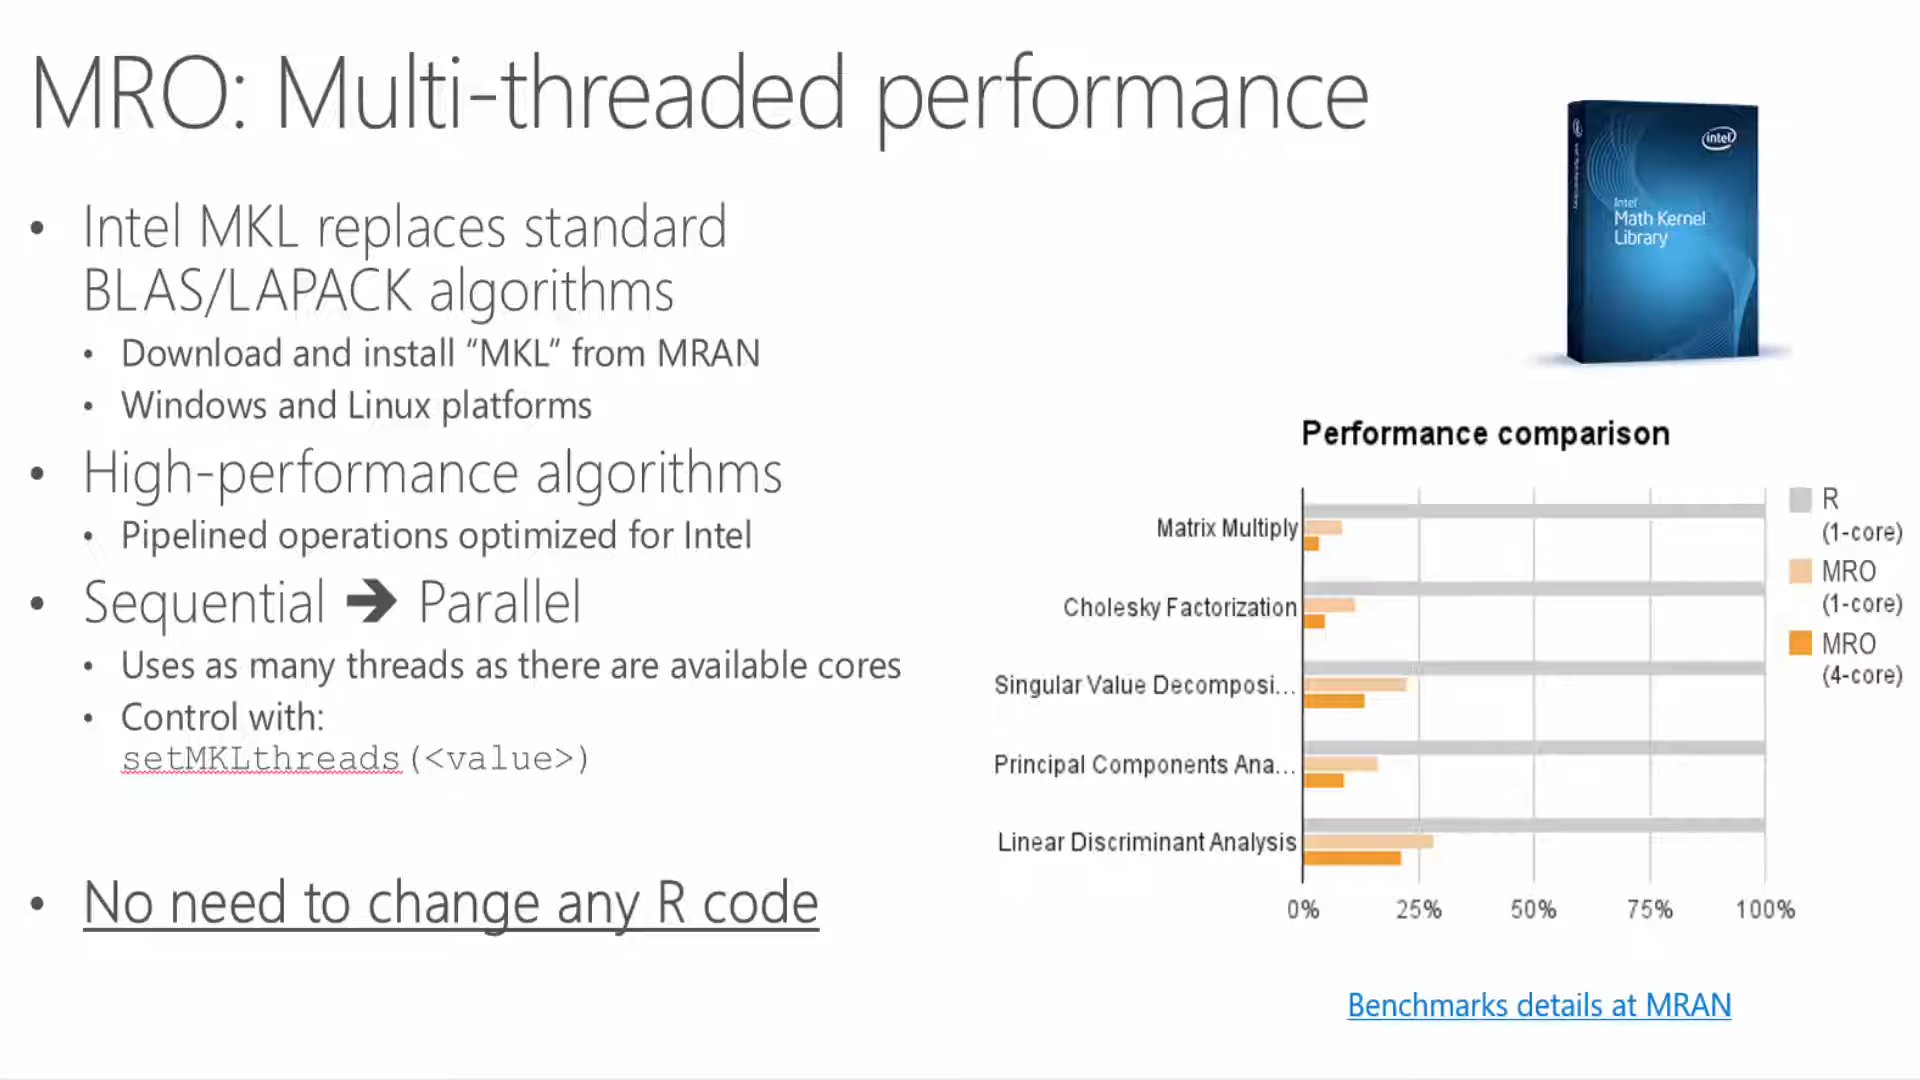 MRO: Multi-threaded performance
• Intel MKL replaces standard
BLAS/LAPACK algorithms
• Download and install “MKL” from MRAN
• Windows and Linux platforms
• High-performance algorithms
• Pipelined operations optimized for Intel
• Sequential ➔ Parallel
• Uses as many threads as there are available cores
• Control with:
setMKLthreads(<value>)
• No need to change any R code
intel
Intel
Math Kernel
Library
Performance comparison
Matrix Multiply
Cholesky Factorization
Singular Value Decomposi...
Principal Components Ana...
Linear Discriminant Analysis
0% 25% 50% 75% 100%
R
(1-core)
MRO
(1-core)
MRO
(4-core)
Benchmarks details at MRAN